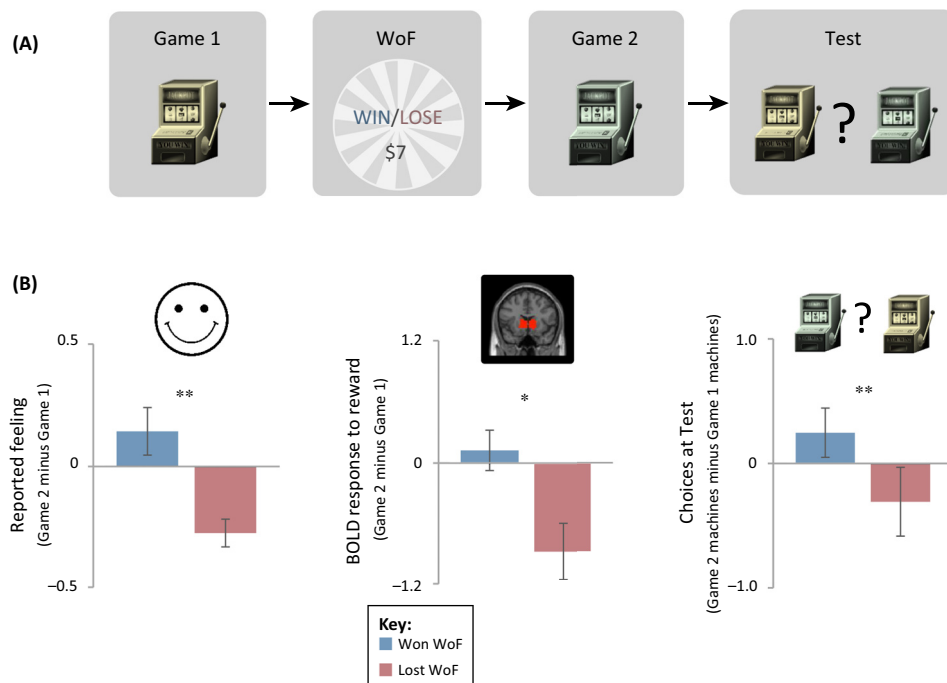 (A)
Game 1
WoF
Game 2
Test
WIN/LOSE
$7
?
(B)
?
Reported feeling
(Game 2 minus Game 1)
0.5
0
−0.5
**
BOLD response to reward
(Game 2 minus Game 1)
1.2
0
−1.2
*
Choices at Test
(Game 2 machines minus Game 1 machines)
1.0
0
−1.0
**
Key:
Won WoF
Lost WoF